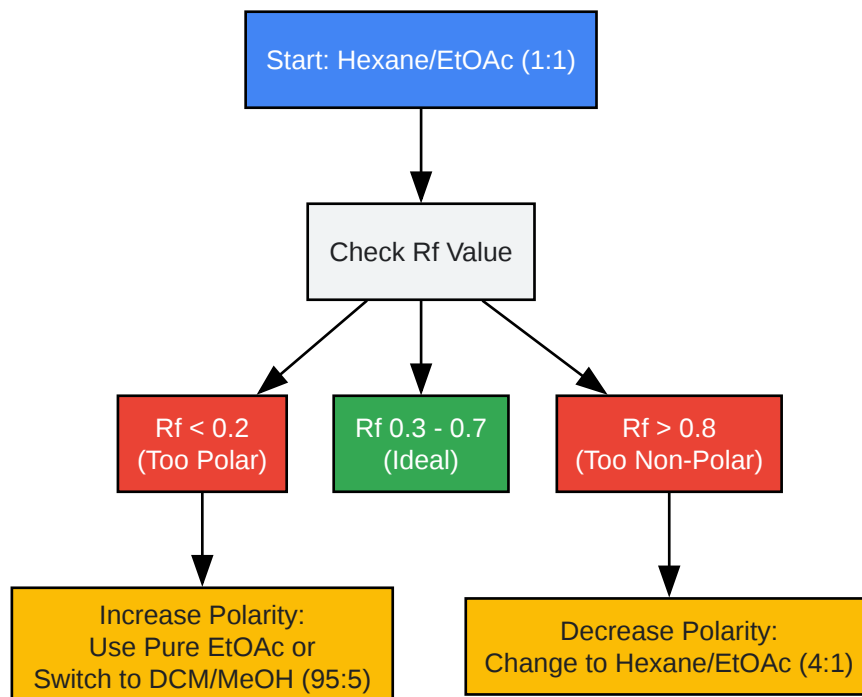 Start: Hexane/EtOAc (1:1)
Check Rf Value
Rf < 0.2
(Too Polar)
Rf 0.3 - 0.7
(Ideal)
Rf > 0.8
(Too Non-Polar)
Increase Polarity:
Use Pure EtOAc or
Switch to DCM/MeOH (95:5)
Decrease Polarity:
Change to Hexane/EtOAc (4:1)